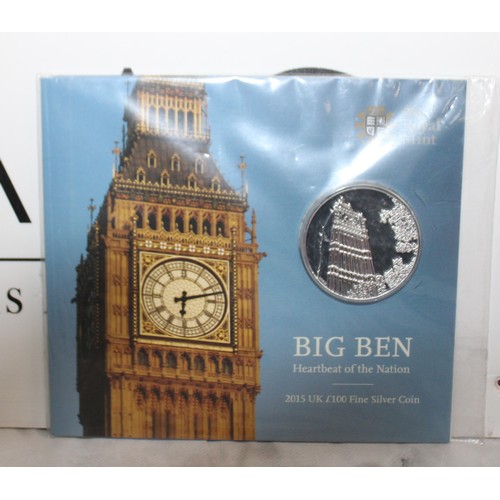 A
S
BIG BEN
Heartbeat of the Nation
2015 UK £100 Fine Silver Coin